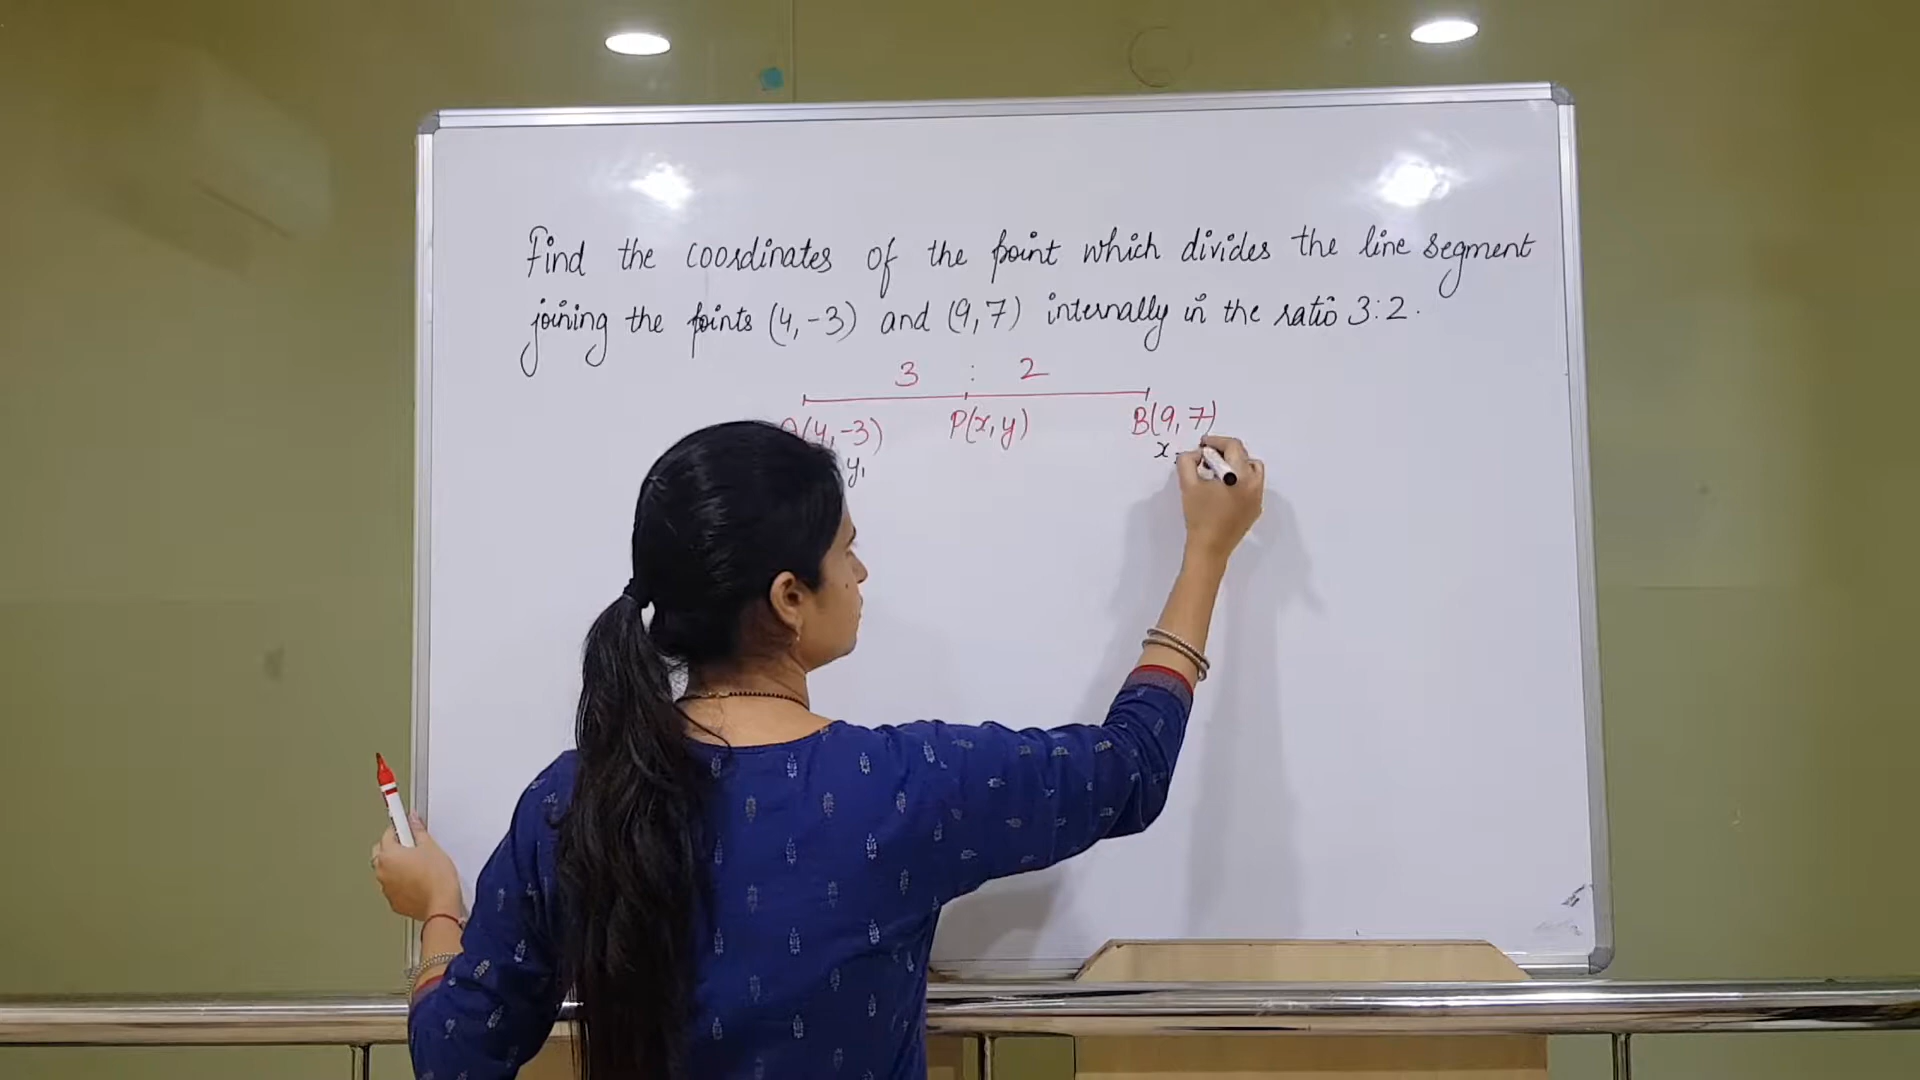 Find the coordinates of the point which divides the line segment
joining the points (4,-3) and (9,7) internally in the ratio 3:2.
3 : 2
(4,-3) P(x,y) B(9,7)
y₁ x₂